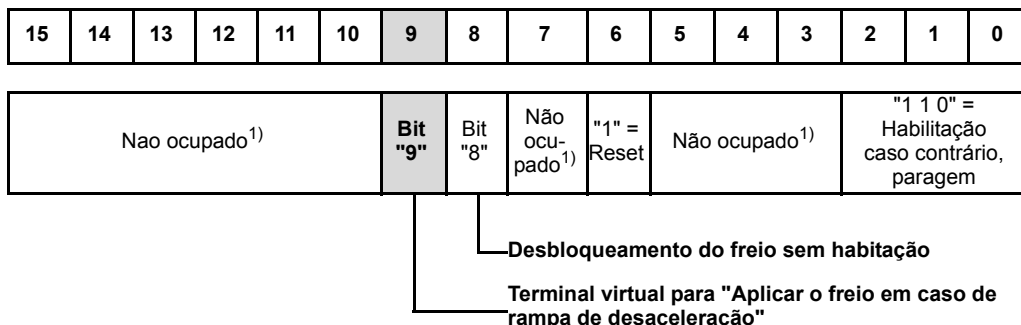 15 14 13 12 11 10 9 8 7 6 5 4 3 2 1 0
Nao ocupado1)
Bit
"9"
Bit
"8"
Não
ocu-
pado1)
"1" =
Reset
Não ocupado1)
"1 1 0" =
Habilitação
caso contrário,
paragem
Desbloqueamento do freio sem habitação
Terminal virtual para "Aplicar o freio em caso de
rampa de desaceleração"